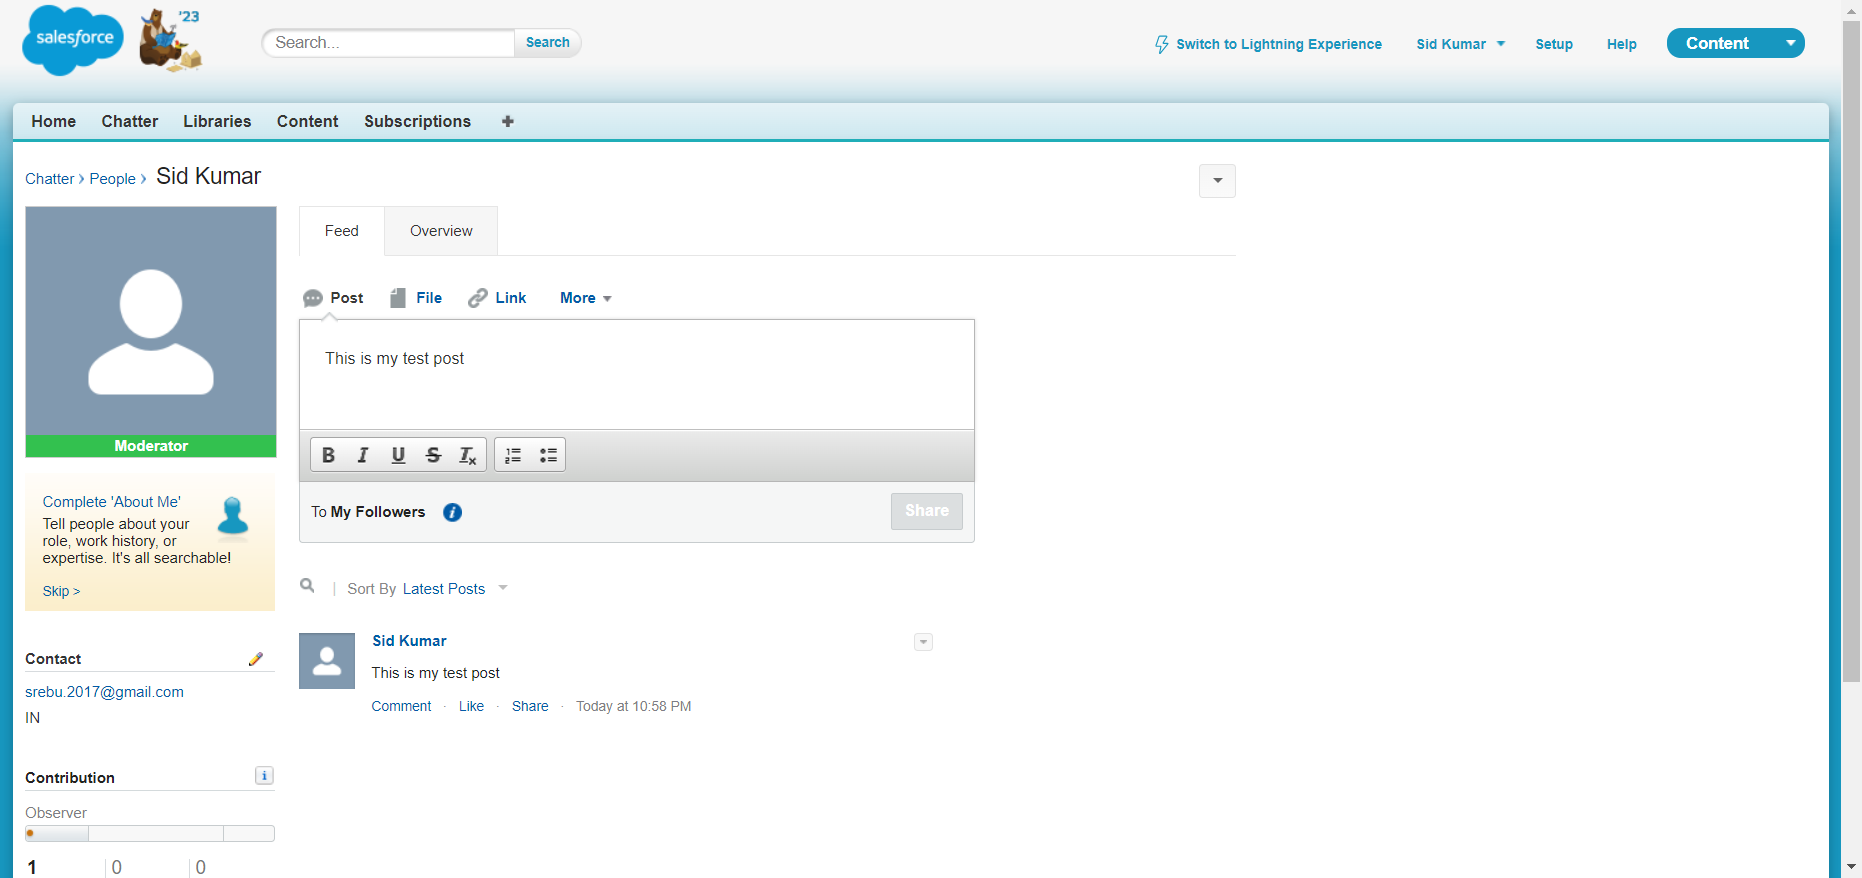 salesforce
'23
Search...
Search
Switch to Lightning Experience
Sid Kumar
Setup
Help
Content
Home
Chatter
Libraries
Content
Subscriptions
Chatter › People › Sid Kumar
Moderator
Complete 'About Me'
Tell people about your
role, work history, or
expertise. It's all searchable!
Skip >
Contact
srebu.2017@gmail.com
IN
Contribution
Observer
1
0
0
Feed
Overview
Post
File
Link
More
This is my test post
B I U S Tx
To My Followers
Share
Sort By Latest Posts
Sid Kumar
This is my test post
Comment · Like · Share · Today at 10:58 PM